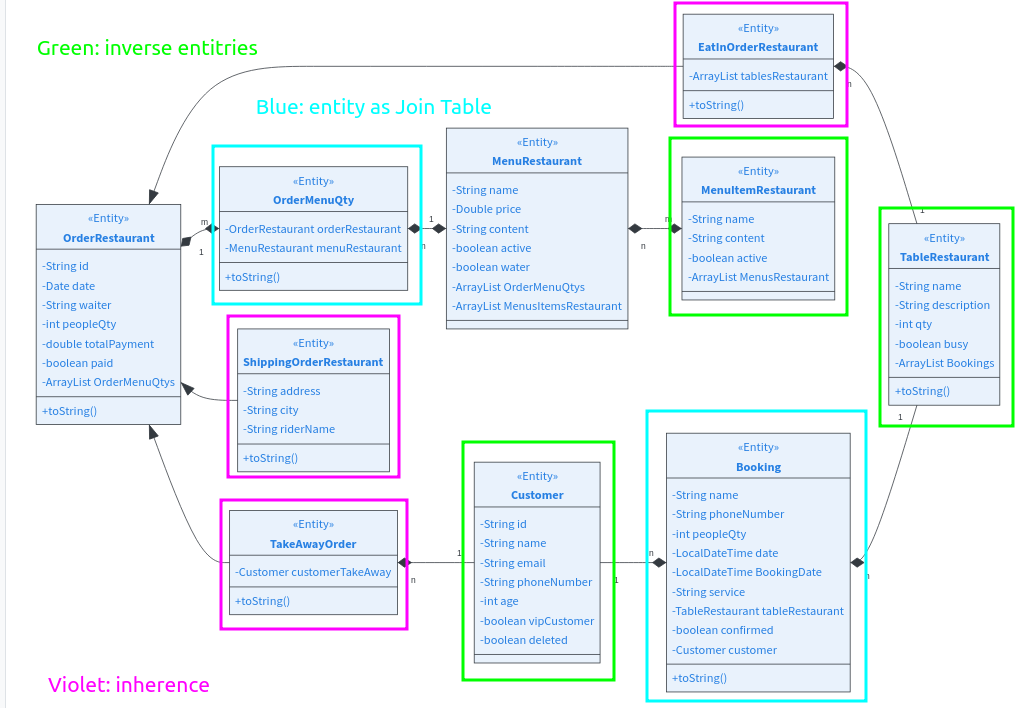 Green: inverse entitries
Blue: entity as Join Table
Violet: inherence
«Entity»
EatInOrderRestaurant
-ArrayList tablesRestaurant
+toString()
n
«Entity»
OrderRestaurant
-String id
-Date date
-String waiter
-int peopleQty
-double totalPayment
-boolean paid
-ArrayList OrderMenuQtys
+toString()
m
1
«Entity»
OrderMenuQty
-OrderRestaurant orderRestaurant
-MenuRestaurant menuRestaurant
+toString()
1
n
«Entity»
MenuRestaurant
-String name
-Double price
-String content
-boolean active
-boolean water
-ArrayList OrderMenuQtys
-ArrayList MenusItemsRestaurant
n
n
«Entity»
MenuItemRestaurant
-String name
-String content
-boolean active
-ArrayList MenusRestaurant
1
«Entity»
TableRestaurant
-String name
-String description
-int qty
-boolean busy
-ArrayList Bookings
+toString()
1
«Entity»
ShippingOrderRestaurant
-String address
-String city
-String riderName
+toString()
«Entity»
TakeAwayOrder
-Customer customerTakeAway
+toString()
1
n
«Entity»
Customer
-String id
-String name
-String email
-String phoneNumber
-int age
-boolean vipCustomer
-boolean deleted
n
1
«Entity»
Booking
-String name
-String phoneNumber
-int peopleQty
-LocalDateTime date
-LocalDateTime BookingDate
-String service
-TableRestaurant tableRestaurant
-boolean confirmed
-Customer customer
+toString()
n